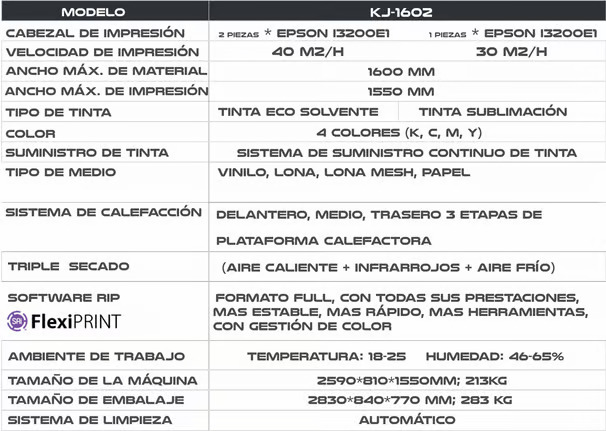 MODELO KJ-1602
CABEZAL DE IMPRESIÓN 2 PIEZAS * EPSON I3200E1 1 PIEZAS * EPSON I3200E1
VELOCIDAD DE IMPRESIÓN 40 M2/H 30 M2/H
ANCHO MÁX. DE MATERIAL 1600 MM
ANCHO MÁX. DE IMPRESIÓN 1550 MM
TIPO DE TINTA TINTA ECO SOLVENTE TINTA SUBLIMACIÓN
COLOR 4 COLORES (K, C, M, Y)
SUMINISTRO DE TINTA SISTEMA DE SUMINISTRO CONTINUO DE TINTA
TIPO DE MEDIO VINILO, LONA, LONA MESH, PAPEL
SISTEMA DE CALEFACCIÓN DELANTERO, MEDIO, TRASERO 3 ETAPAS DE
PLATAFORMA CALEFACTORA
TRIPLE SECADO (AIRE CALIENTE + INFRARROJOS + AIRE FRÍO)
SOFTWARE RIP FORMATO FULL, CON TODAS SUS PRESTACIONES,
SAi FlexiPRINT MAS ESTABLE, MAS RÁPIDO, MAS HERRAMIENTAS,
CON GESTIÓN DE COLOR
AMBIENTE DE TRABAJO TEMPERATURA: 18-25 HUMEDAD: 46-65%
TAMAÑO DE LA MÁQUINA 2590*810*1550MM; 213KG
TAMAÑO DE EMBALAJE 2830*840*770 MM; 283 KG
SISTEMA DE LIMPIEZA AUTOMÁTICO